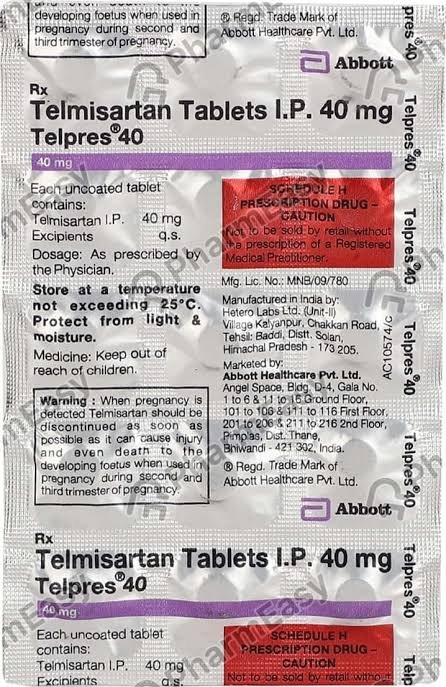 developing foetus when used in
pregnancy during second and
third trimester of pregnancy.
® Regd. Trade Mark of
Abbott Healthcare Pvt. Ltd.
Abbott
Rx
Telmisartan Tablets I.P. 40 mg
Telpres®40
40 mg
Each uncoated tablet
contains:
Telmisartan I.P. 40 mg
Excipients q.s.
Dosage: As prescribed by
the Physician.
Store at a temperature
not exceeding 25°C.
Protect from light &
moisture.
Medicine: Keep out of
reach of children.
Warning : When pregnancy is
detected Telmisartan should be
discontinued as soon as
possible as it can cause injury
and even death to the
developing foetus when used in
pregnancy during second and
third trimester of pregnancy.
SCHEDULE H
PRESCRIPTION DRUG –
CAUTION
Not to be sold by retail without
the prescription of a Registered
Medical Practitioner.
Mfg. Lic. No.: MNB/09/780
Manufactured in India by:
Hetero Labs Ltd. (Unit-II)
Village Kalyanpur, Chakkan Road,
Tehsil: Baddi, Distt. Solan,
Himachal Pradesh - 173 205.
Marketed by:
Abbott Healthcare Pvt. Ltd.
Angel Space, Bldg. D-4, Gala No.
1 to 6 & 11 to 16 Ground Floor,
101 to 106 & 111 to 116 First Floor,
201 to 206 & 211 to 216 2nd Floor,
Pimplas, Dist. Thane,
Bhiwandi - 421 302, India.
® Regd. Trade Mark of
Abbott Healthcare Pvt. Ltd.
Abbott
AC10574/c
Telpres®40
Telpres®40
Telpres®40
Telpres®40
Telpres®40
Telpres®40
Rx
Telmisartan Tablets I.P. 40 mg
Telpres®40
40 mg
Each uncoated tablet
contains:
Telmisartan I.P. 40 mg
Excipients q.s.
SCHEDULE H
PRESCRIPTION DRUG –
CAUTION
Not to be sold by retail without
PharmEasy